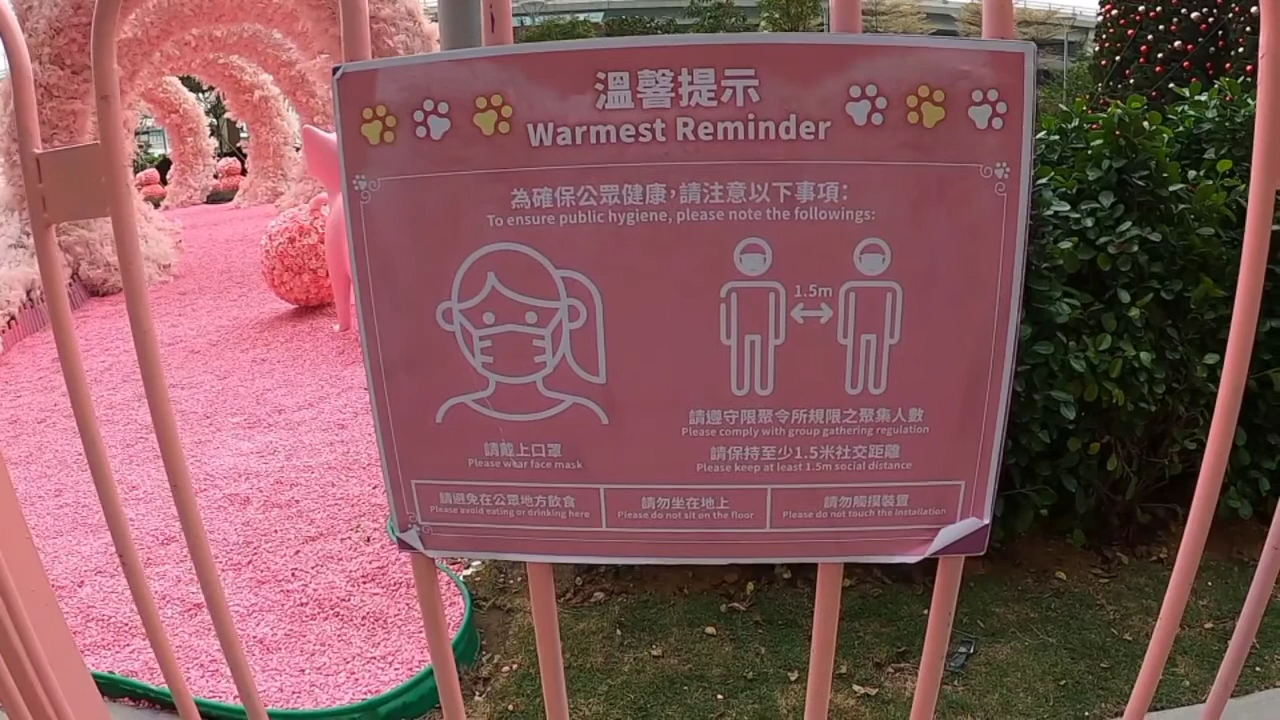 溫馨提示
Warmest Reminder
為確保公眾健康,請注意以下事項:
To ensure public hygiene, please note the followings:
1.5m
請戴上口罩
Please wear face mask
請遵守限聚令所規限之聚集人數
Please comply with group gathering regulation
請保持至少1.5米社交距離
Please keep at least 1.5m social distance
請避免在公眾地方飲食
Please avoid eating or drinking here
請勿坐在地上
Please do not sit on the floor
請勿觸摸裝置
Please do not touch the installation